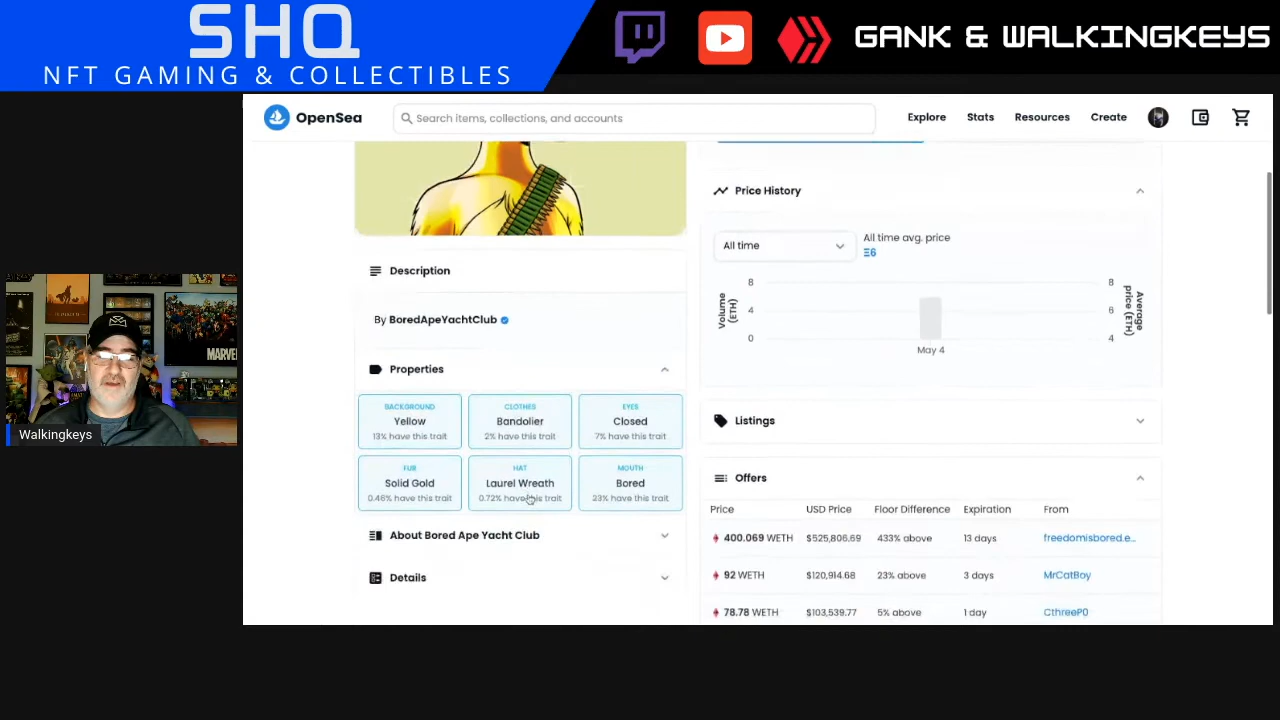 SHQ
NFT GAMING & COLLECTIBLES
GANK & WALKINGKEYS
OpenSea
Search items, collections, and accounts
Explore
Stats
Resources
Create
MARVEL
Walkingkeys
Description
By BoredApeYachtClub
Properties
BACKGROUND
Yellow
13% have this trait
CLOTHES
Bandolier
2% have this trait
EYES
Closed
7% have this trait
FUR
Solid Gold
0.46% have this trait
HAT
Laurel Wreath
0.72% have this trait
MOUTH
Bored
23% have this trait
About Bored Ape Yacht Club
Details
Price History
All time
All time avg. price
Ξ6
Volume (ETH)
8
4
0
8
6
4
Average price (ETH)
May 4
Listings
Offers
Price USD Price Floor Difference Expiration From
400.069 WETH $525,806.69 433% above 13 days freedomisbored.e...
92 WETH $120,914.68 23% above 3 days MrCatBoy
78.78 WETH $103,539.77 5% above 1 day CthreeP0